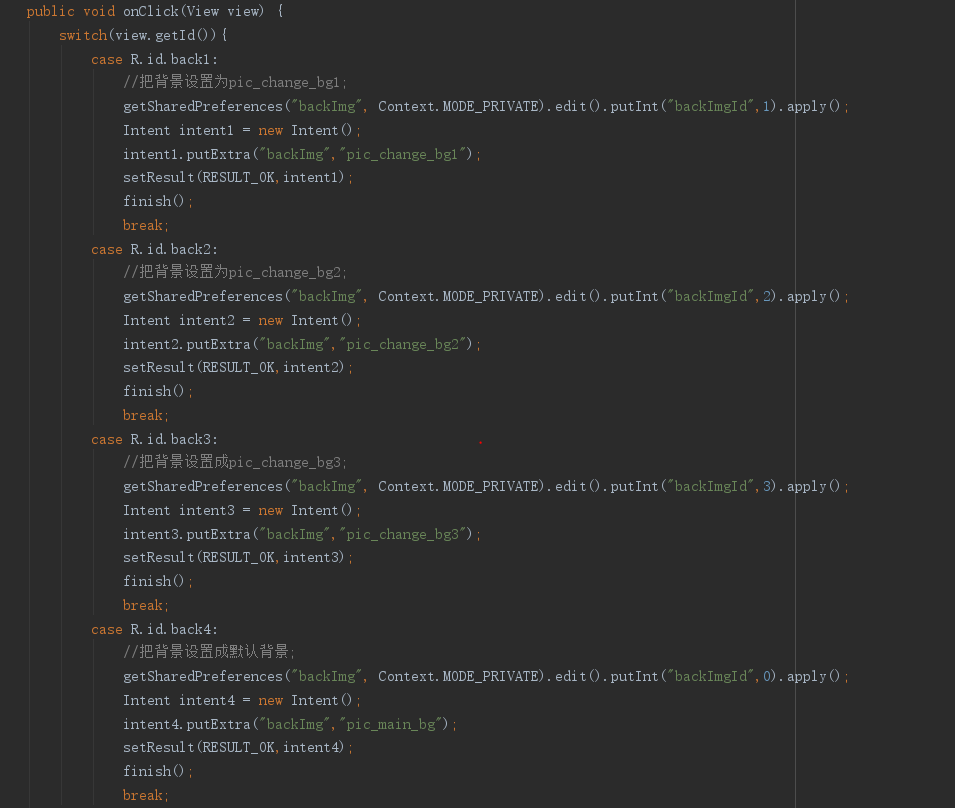 public void onClick(View view) {
switch(view.getId()){
case R.id.back1:
//把背景设置为pic_change_bg1;
getSharedPreferences("backImg", Context.MODE_PRIVATE).edit().putInt("backImgId",1).apply();
Intent intent1 = new Intent();
intent1.putExtra("backImg","pic_change_bg1");
setResult(RESULT_OK,intent1);
finish();
break;
case R.id.back2:
//把背景设置为pic_change_bg2;
getSharedPreferences("backImg", Context.MODE_PRIVATE).edit().putInt("backImgId",2).apply();
Intent intent2 = new Intent();
intent2.putExtra("backImg","pic_change_bg2");
setResult(RESULT_OK,intent2);
finish();
break;
case R.id.back3:
//把背景设置成pic_change_bg3;
getSharedPreferences("backImg", Context.MODE_PRIVATE).edit().putInt("backImgId",3).apply();
Intent intent3 = new Intent();
intent3.putExtra("backImg","pic_change_bg3");
setResult(RESULT_OK,intent3);
finish();
break;
case R.id.back4:
//把背景设置成默认背景;
getSharedPreferences("backImg", Context.MODE_PRIVATE).edit().putInt("backImgId",0).apply();
Intent intent4 = new Intent();
intent4.putExtra("backImg","pic_main_bg");
setResult(RESULT_OK,intent4);
finish();
break;